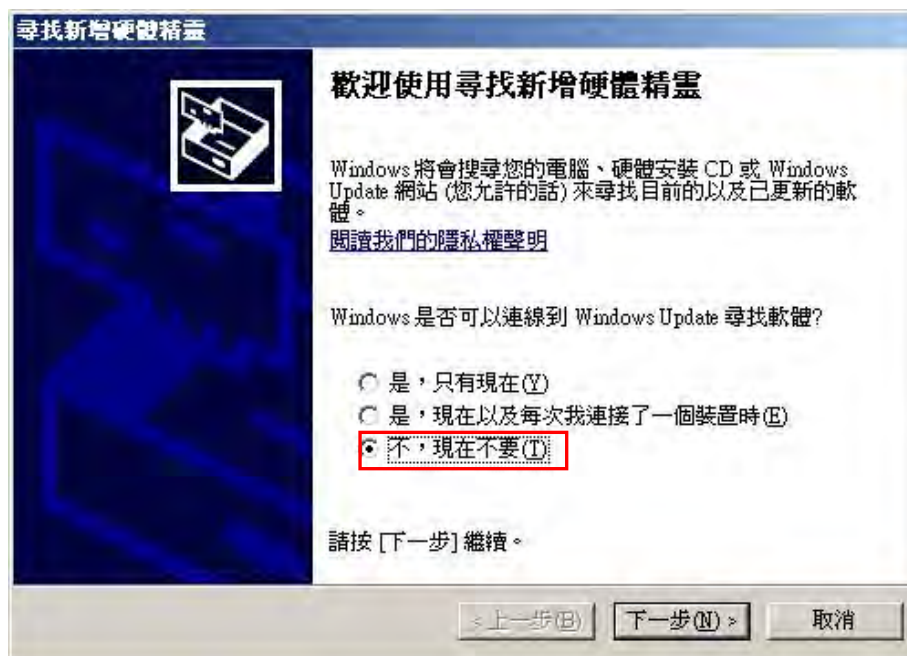 尋找新增硬體精靈
歡迎使用尋找新增硬體精靈
Windows 將會搜尋您的電腦、硬體安裝 CD 或 Windows
Update 網站 (您允許的話) 來尋找目前的以及已更新的軟
體。
閱讀我們的隱私權聲明
Windows 是否可以連線到 Windows Update 尋找軟體?
是，只有現在(Y)
是，現在以及每次我連接了一個裝置時(E)
不，現在不要(T)
請按 [下一步] 繼續。
<上一步(B) 下一步(N)> 取消